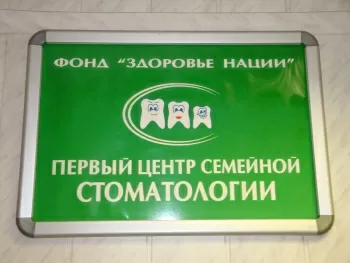 ФОНД "ЗДОРОВЬЕ НАЦИИ"
ПЕРВЫЙ ЦЕНТР СЕМЕЙНОЙ
СТОМАТОЛОГИИ